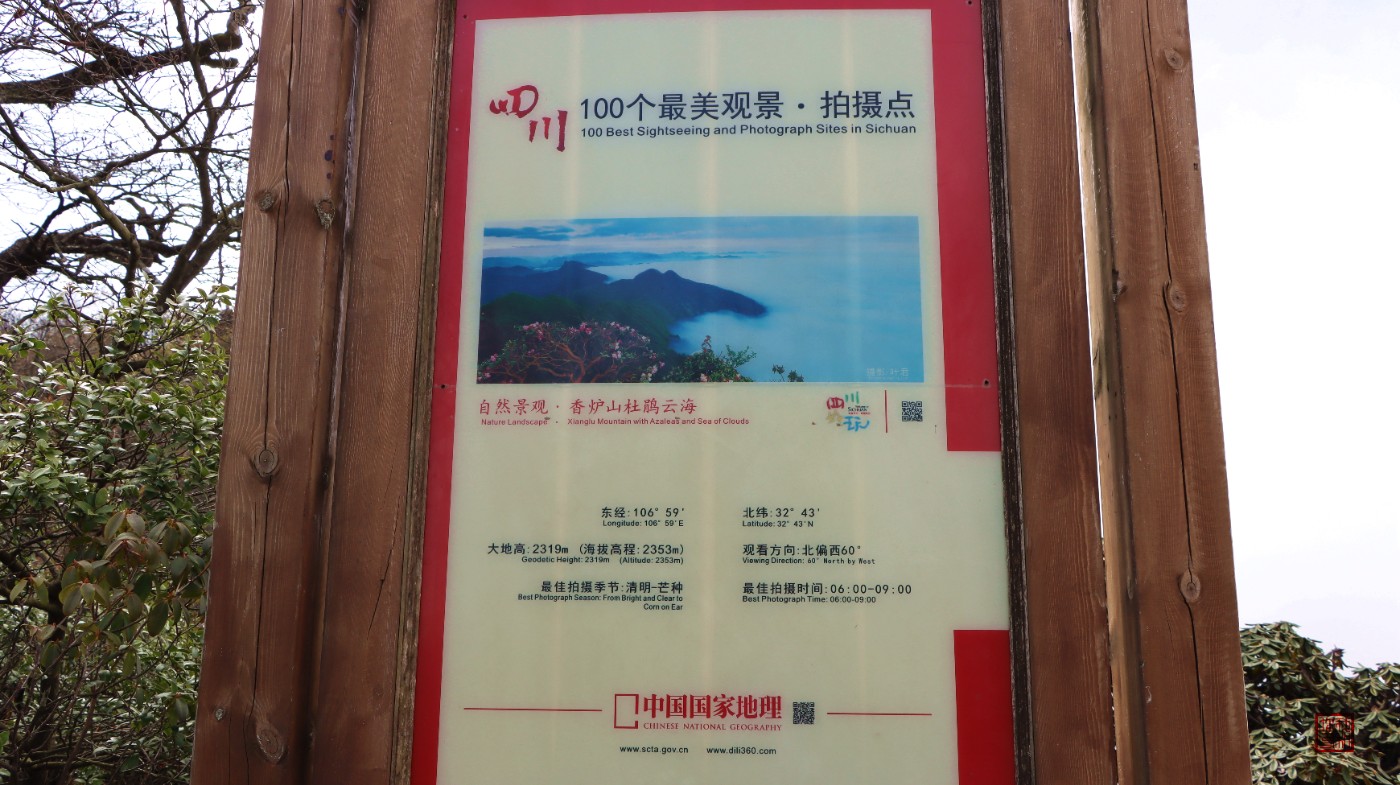 四川
100个最美观景·拍摄点
100 Best Sightseeing and Photograph Sites in Sichuan
摄影·叶君
自然景观·香炉山杜鹃云海
Nature Landscape · Xianglu Mountain with Azaleas and Sea of Clouds
四川
SICHUAN
东经:106° 59'
Longitude: 106° 59'E
北纬:32° 43'
Latitude: 32° 43'N
大地高:2319m (海拔高程:2353m)
Geodetic Height: 2319m (Altitude: 2353m)
观看方向:北偏西60°
Viewing Direction: 60° North by West
最佳拍摄季节:清明-芒种
Best Photograph Season: From Bright and Clear to
Corn on Ear
最佳拍摄时间:06:00-09:00
Best Photograph Time: 06:00-09:00
中国国家地理
CHINESE NATIONAL GEOGRAPHY
www.scta.gov.cn www.dili360.com